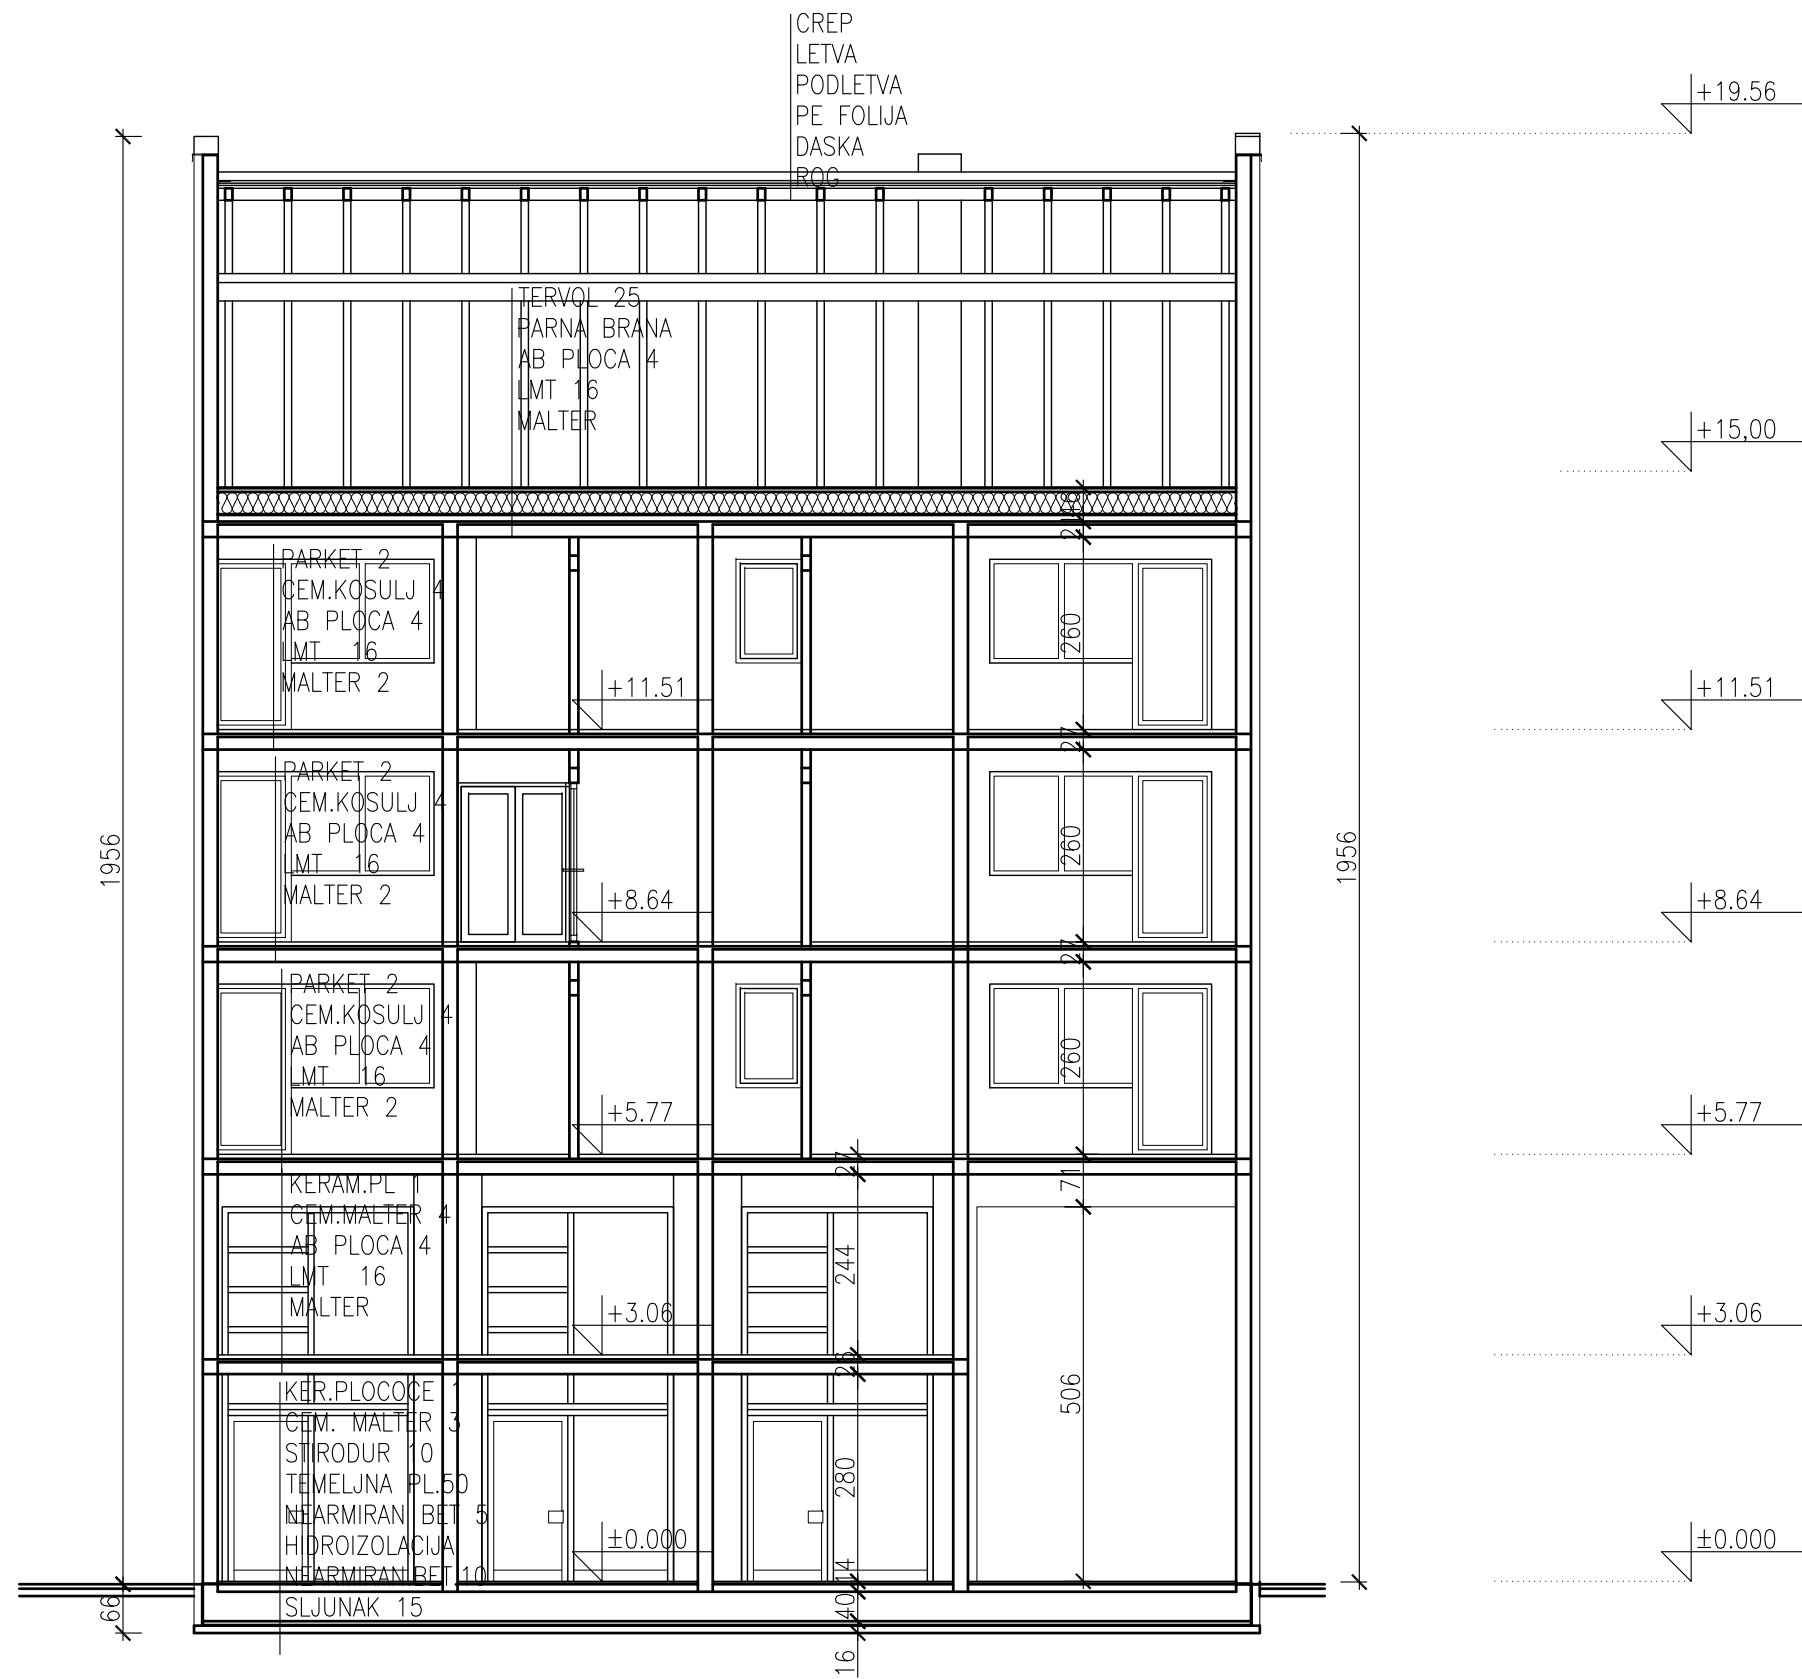 CREP
LETVA
PODLETVA
PE FOLIJA
DASKA
ROG
+19.56
TERVOL 25
PARNA BRANA
AB PLOCA 4
LMT 16
MALTER
+15,00
PARKET 2
CEM.KOSULJ 4
AB PLOCA 4
LMT 16
MALTER 2
260
+11.51
+11.51
27
PARKET 2
CEM.KOSULJ 4
AB PLOCA 4
LMT 16
MALTER 2
1956
260
1956
+8.64
+8.64
27
PARKET 2
CEM.KOSULJ 4
AB PLOCA 4
LMT 16
MALTER 2
260
+5.77
+5.77
27
71
KERAM.PL 1
CEM.MALTER 4
AB PLOCA 4
LMT 16
MALTER
244
+3.06
+3.06
26
506
KER.PLOCOCE 1
CEM. MALTER 3
STIRODUR 10
TEMELJNA PL.50
NEARMIRAN BET 5
HIDROIZOLACIJA
NEARMIRAN BET 10
SLJUNAK 15
280
±0.000
±0.000
14
66
40
16